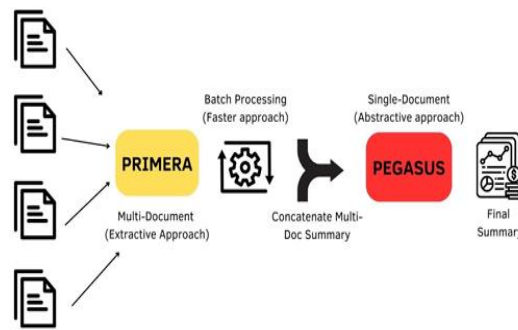 Batch Processing
(Faster approach)
Single-Document
(Abstractive approach)
PRIMERA
PEGASUS
Multi-Document
(Extractive Approach)
Concatenate Multi-
Doc Summary
Final
Summary